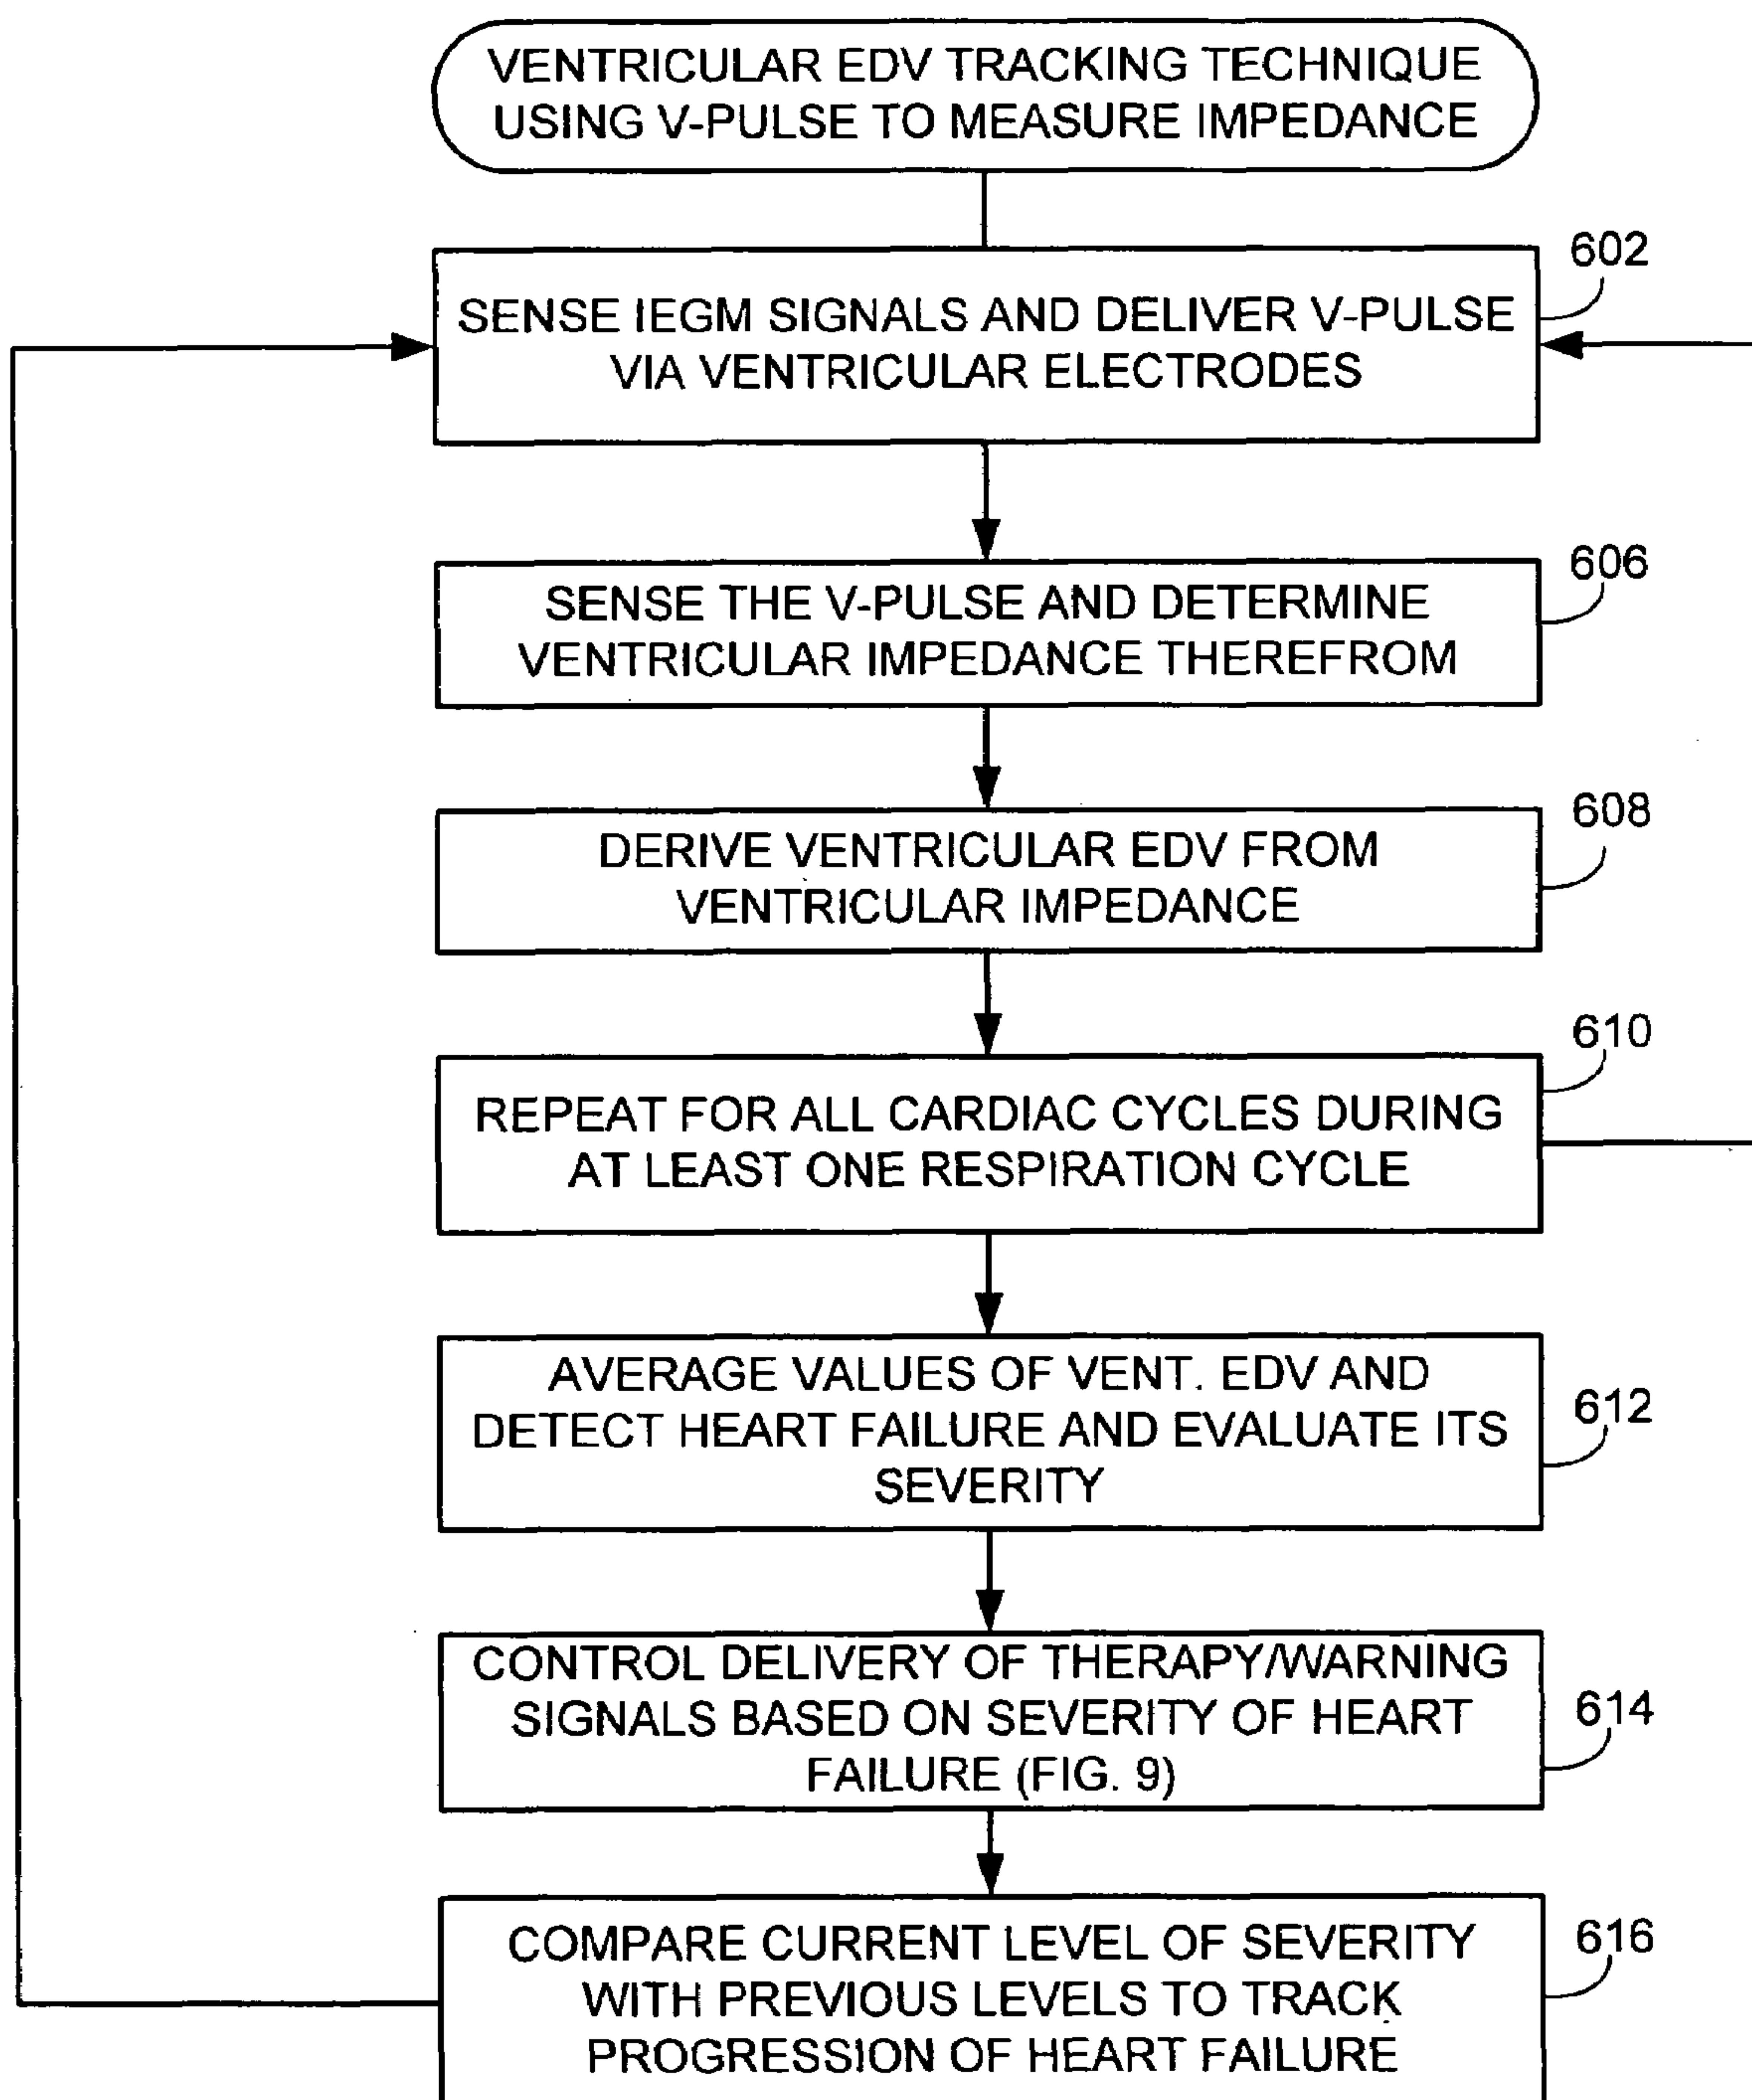 VENTRICULAR EDV TRACKING TECHNIQUE
USING V-PULSE TO MEASURE IMPEDANCE
602
SENSE IEGM SIGNALS AND DELIVER V-PULSE
VIA VENTRICULAR ELECTRODES
606
SENSE THE V-PULSE AND DETERMINE
VENTRICULAR IMPEDANCE THEREFROM
608
DERIVE VENTRICULAR EDV FROM
VENTRICULAR IMPEDANCE
610
REPEAT FOR ALL CARDIAC CYCLES DURING
AT LEAST ONE RESPIRATION CYCLE
612
AVERAGE VALUES OF VENT. EDV AND
DETECT HEART FAILURE AND EVALUATE ITS
SEVERITY
614
CONTROL DELIVERY OF THERAPY/WARNING
SIGNALS BASED ON SEVERITY OF HEART
FAILURE (FIG. 9)
616
COMPARE CURRENT LEVEL OF SEVERITY
WITH PREVIOUS LEVELS TO TRACK
PROGRESSION OF HEART FAILURE